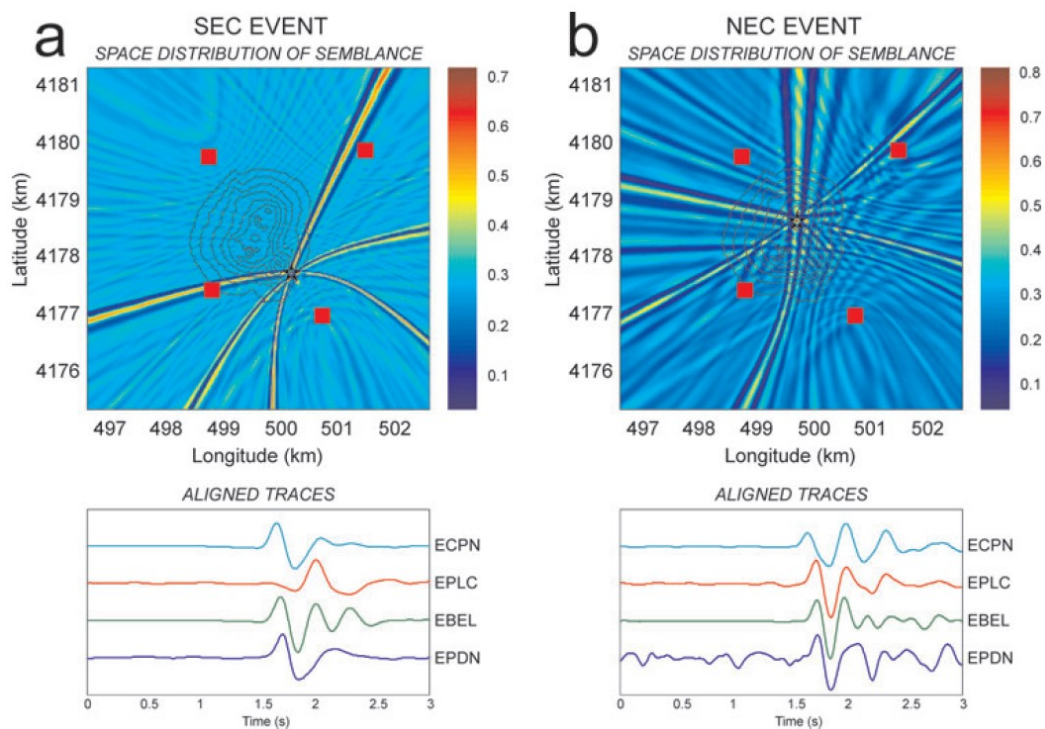 a
SEC EVENT
SPACE DISTRIBUTION OF SEMBLANCE
4181
4180
4179
4178
4177
4176
Latitude (km)
497 498 499 500 501 502
Longitude (km)
0.7
0.6
0.5
0.4
0.3
0.2
0.1
ALIGNED TRACES
ECPN
EPLC
EBEL
EPDN
0 0.5 1 1.5 2 2.5 3
Time (s)
b
NEC EVENT
SPACE DISTRIBUTION OF SEMBLANCE
4181
4180
4179
4178
4177
4176
Latitude (km)
497 498 499 500 501 502
Longitude (km)
0.8
0.7
0.6
0.5
0.4
0.3
0.2
0.1
ALIGNED TRACES
ECPN
EPLC
EBEL
EPDN
0 0.5 1 1.5 2 2.5 3
Time (s)